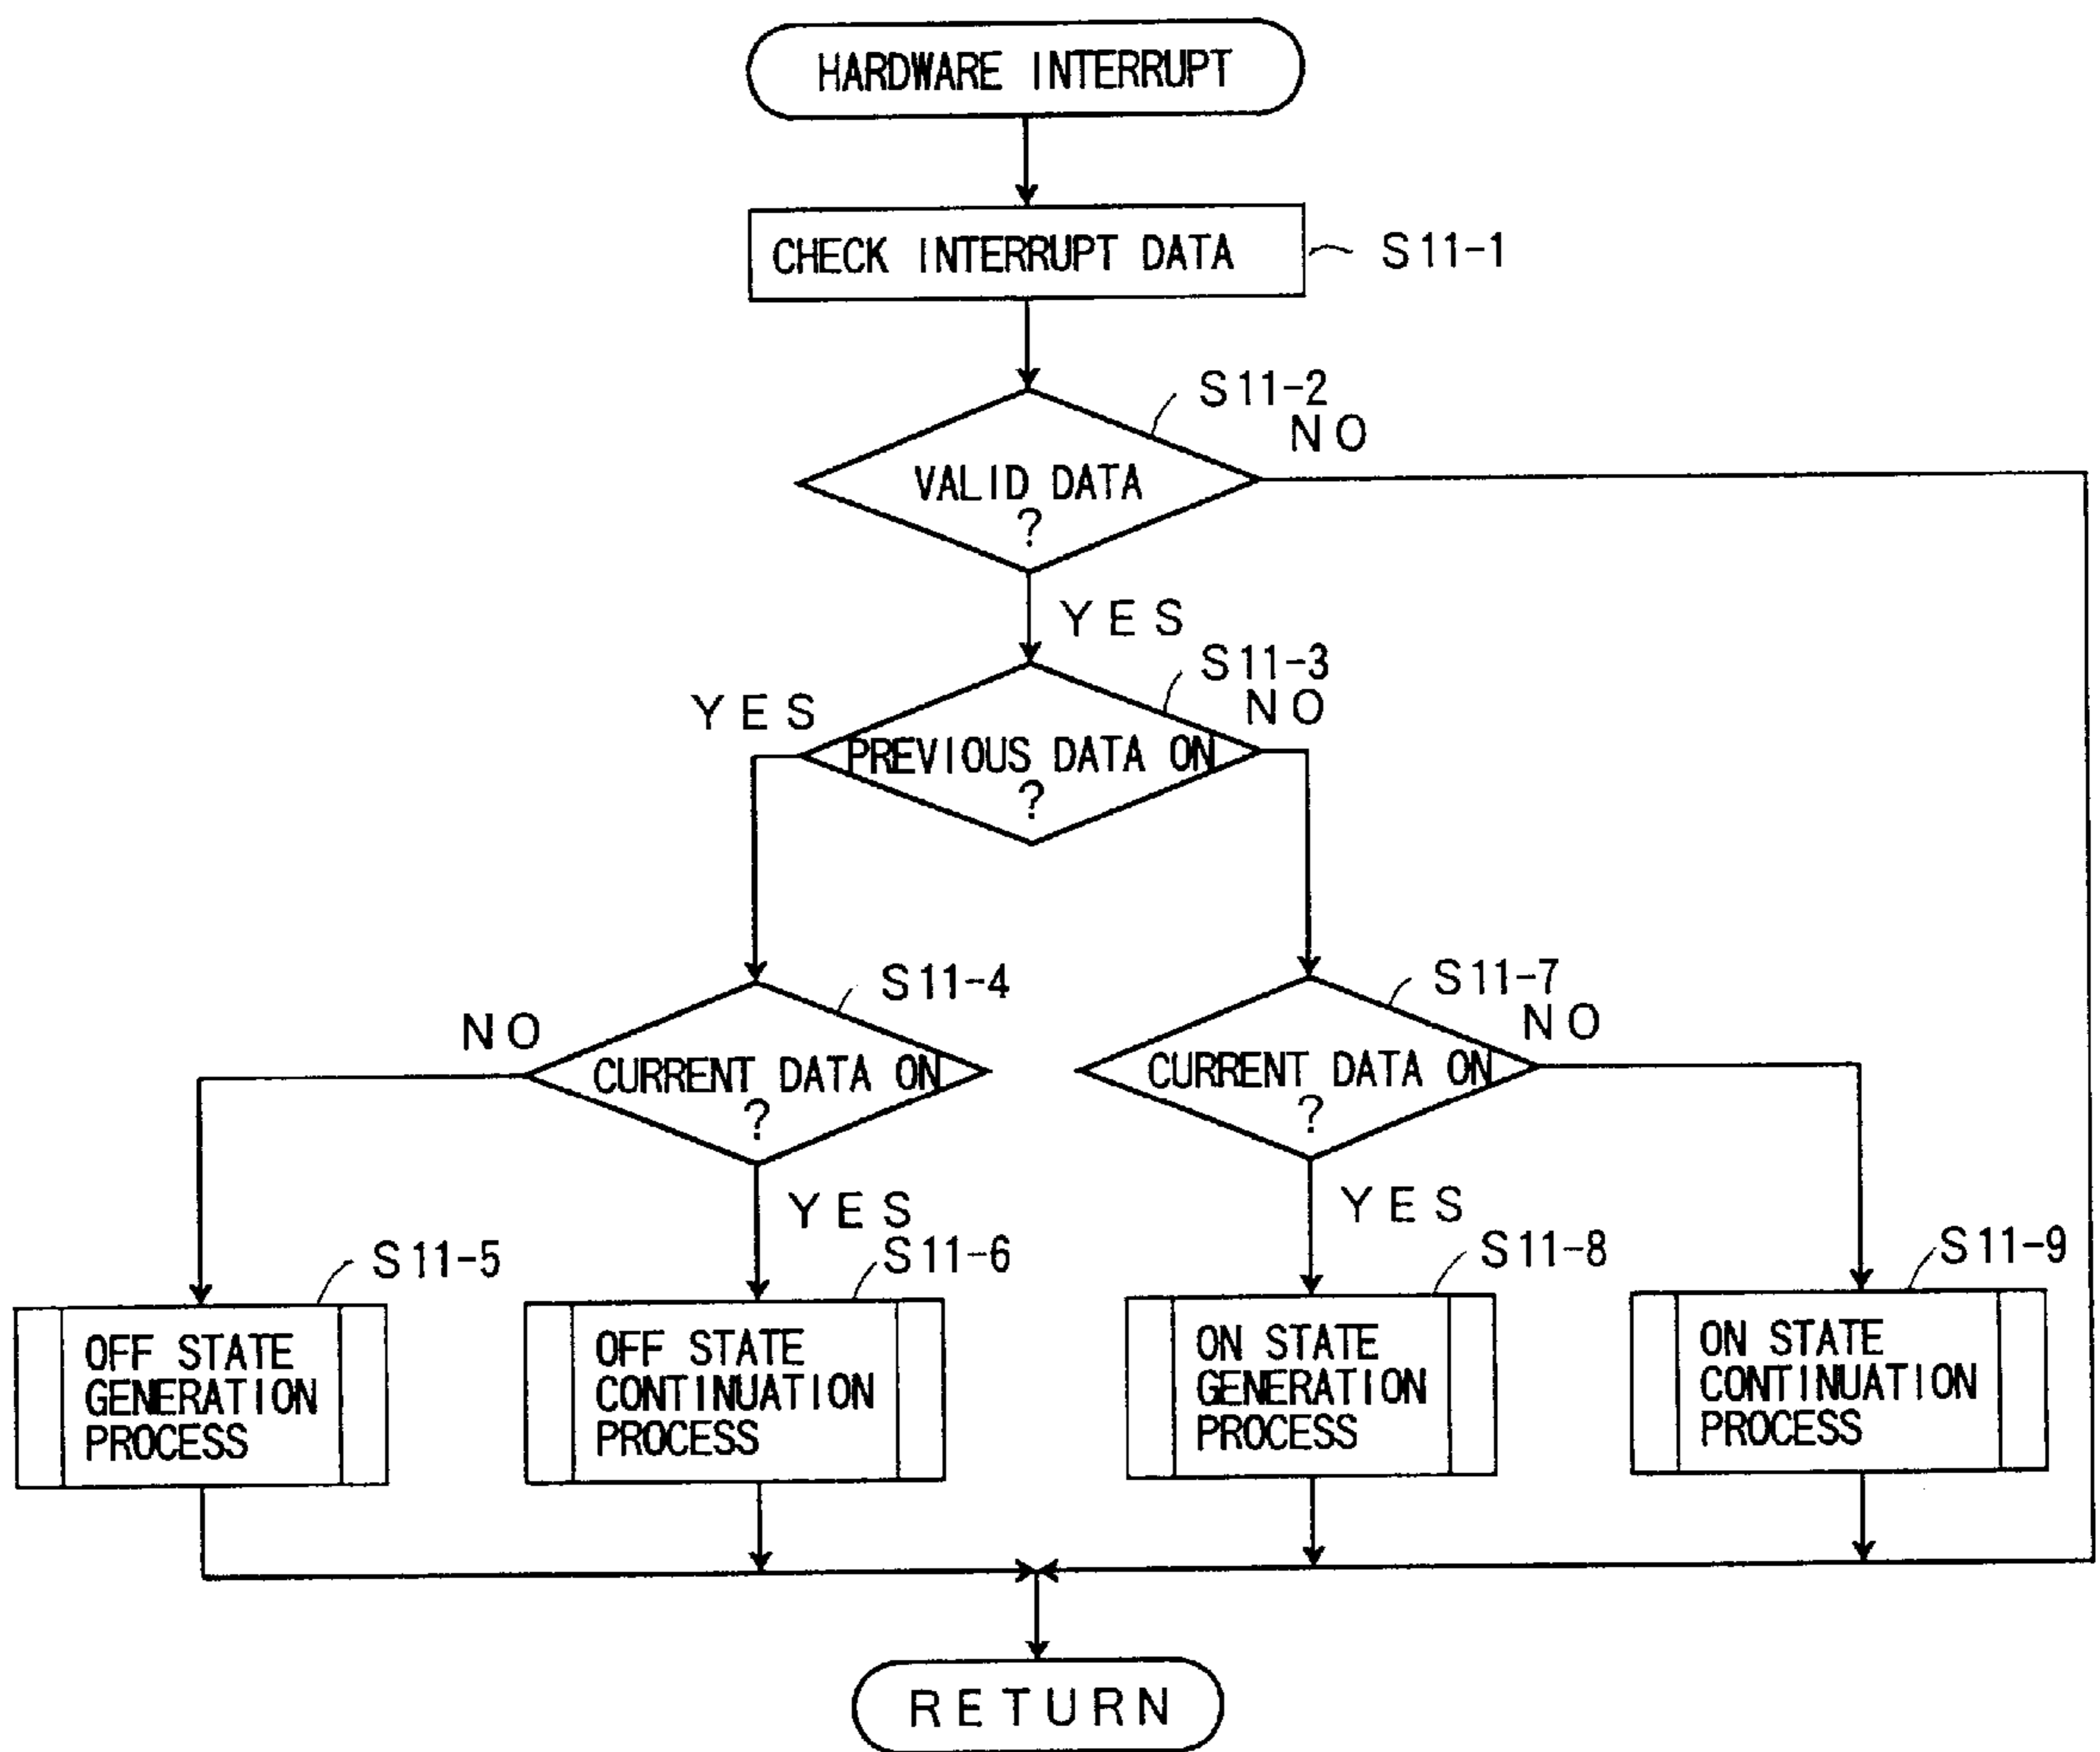 HARDWARE INTERRUPT
CHECK INTERRUPT DATA
S11-1
S11-2
NO
VALID DATA
?
YES
S11-3
YES
NO
PREVIOUS DATA ON
?
S11-4
NO
CURRENT DATA ON
?
S11-7
NO
CURRENT DATA ON
?
YES
YES
S11-5
S11-6
S11-8
S11-9
OFF STATE
GENERATION
PROCESS
OFF STATE
CONTINUATION
PROCESS
ON STATE
GENERATION
PROCESS
ON STATE
CONTINUATION
PROCESS
RETURN